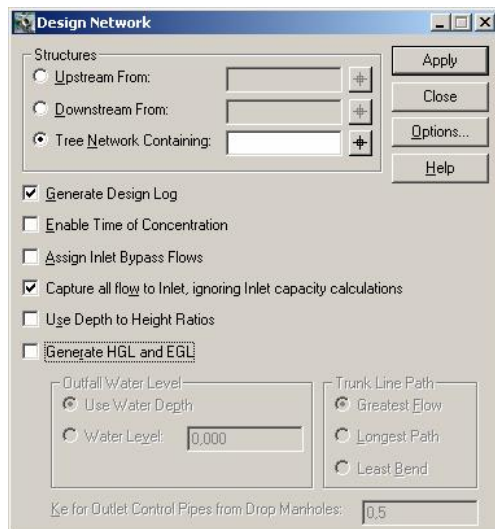 Design Network
Structures
Upstream From:
Downstream From:
Tree Network Containing:
Apply
Close
Options...
Help
Generate Design Log
Enable Time of Concentration
Assign Inlet Bypass Flows
Capture all flow to Inlet, ignoring Inlet capacity calculations
Use Depth to Height Ratios
Generate HGL and EGL
Outfall Water Level
Use Water Depth
Water Level: 0,000
Trunk Line Path
Greatest Flow
Longest Path
Least Bend
Ke for Outlet Control Pipes from Drop Manholes: 0,5